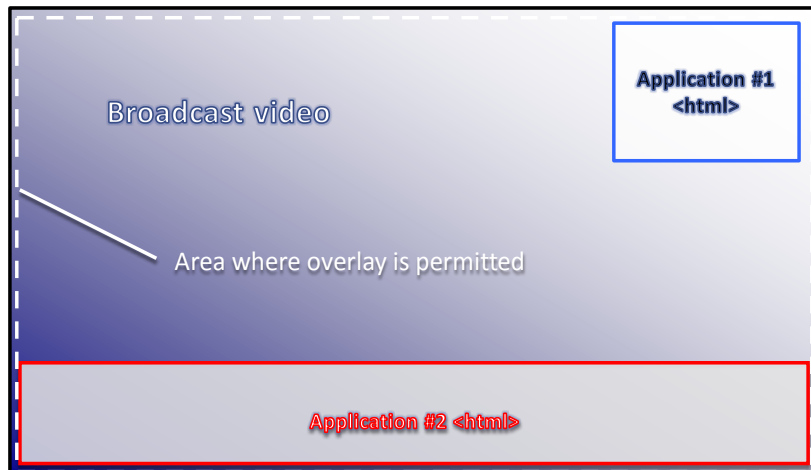 Application #1
<html>
Broadcast video
Area where overlay is permitted
Application #2 <html>